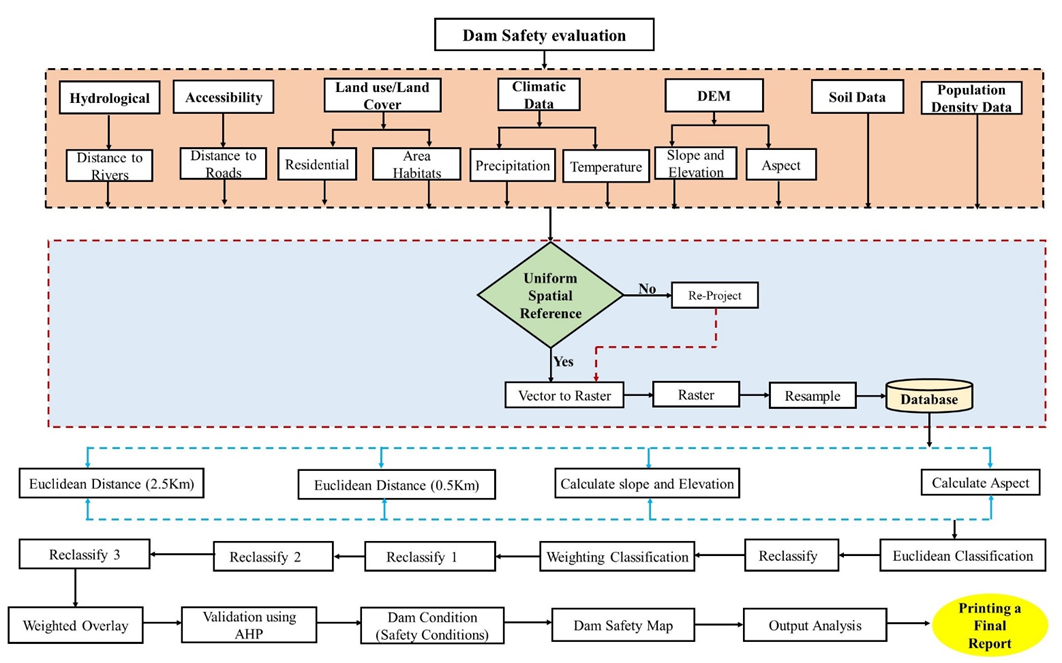 Dam Safety evaluation
Hydrological
Accessibility
Land use/Land
Cover
Climatic
Data
DEM
Soil Data
Population
Density Data
Distance to
Rivers
Distance to
Roads
Residential
Area
Habitats
Precipitation
Temperature
Slope and
Elevation
Aspect
Uniform
Spatial
Reference
No
Re-Project
Yes
Vector to Raster
Raster
Resample
Database
Euclidean Distance (2.5Km)
Euclidean Distance (0.5Km)
Calculate slope and Elevation
Calculate Aspect
Reclassify 3
Reclassify 2
Reclassify 1
Weighting Classification
Reclassify
Euclidean Classification
Weighted Overlay
Validation using
AHP
Dam Condition
(Safety Conditions)
Dam Safety Map
Output Analysis
Printing a
Final
Report